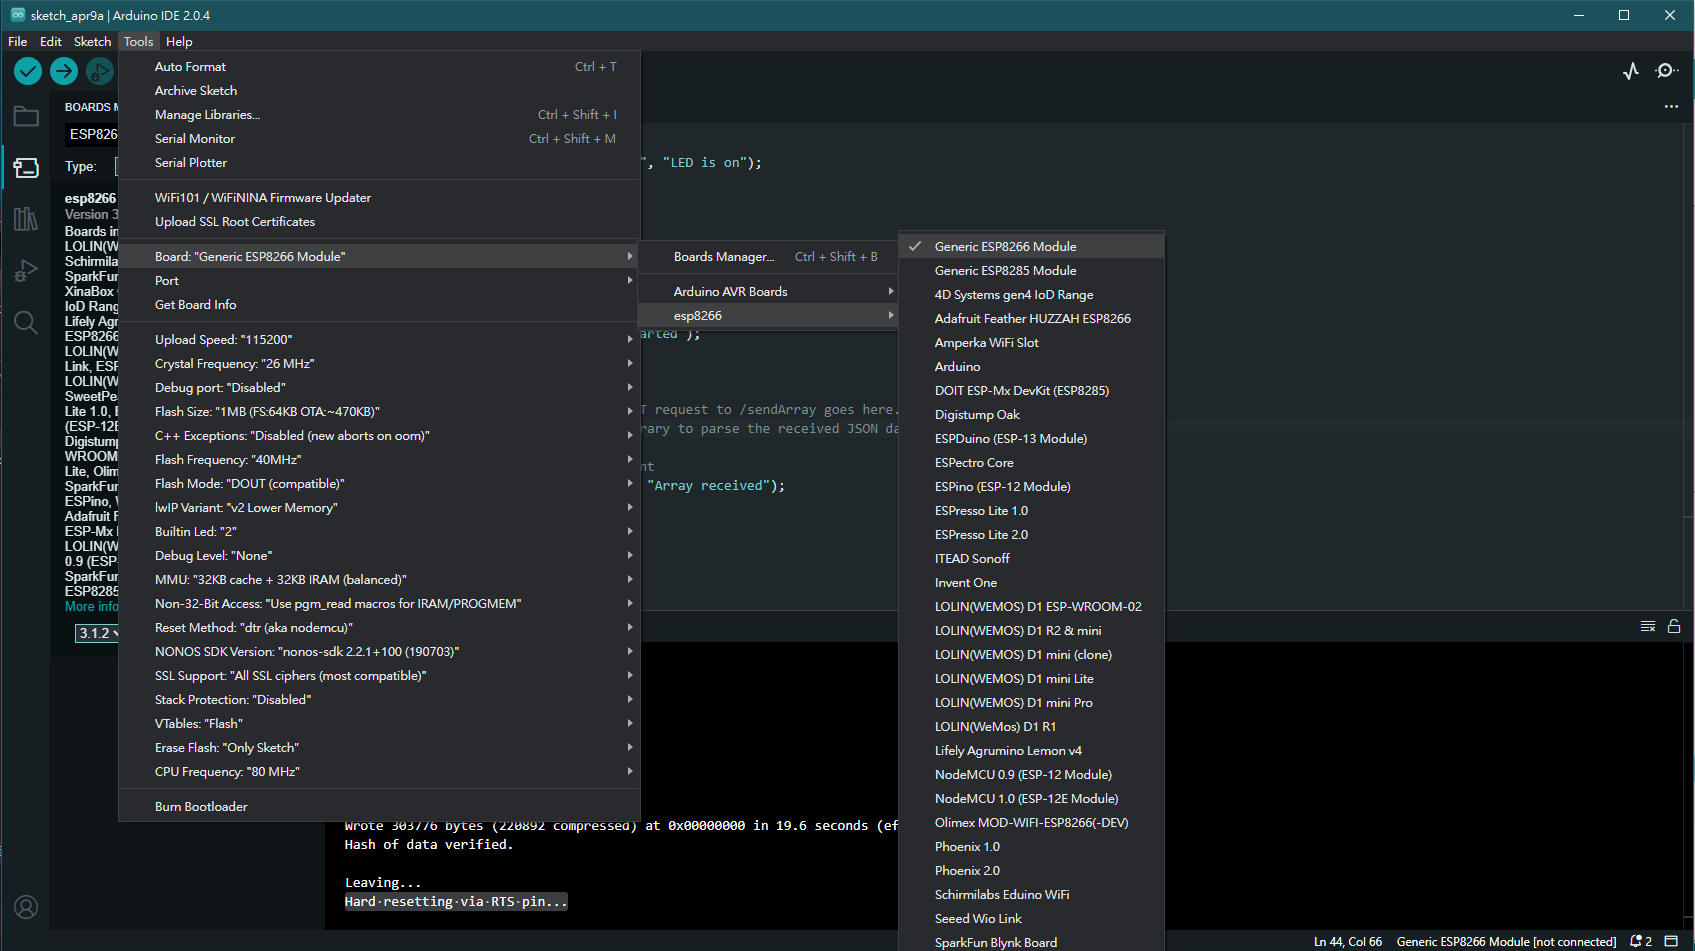 sketch_apr9a | Arduino IDE 2.0.4
File Edit Sketch Tools Help
BOARDS M
ESP826
Type:
esp8266
Version 3
Boards in
LOLIN(W
Schirmila
SparkFun
XinaBox
IoD Rang
Lifely Agr
ESP8266
LOLIN(W
Link, ESP
LOLIN(W
SweetPea
Lite 1.0, E
(ESP-12E
Digistump
WROOM
Lite, Olim
SparkFun
ESPino, W
Adafruit F
ESP-Mx
LOLIN(W
0.9 (ESP-
SparkFun
ESP8285
More info
3.1.2
Auto Format Ctrl + T
Archive Sketch
Manage Libraries... Ctrl + Shift + I
Serial Monitor Ctrl + Shift + M
Serial Plotter
WiFi101 / WiFiNINA Firmware Updater
Upload SSL Root Certificates
Board: "Generic ESP8266 Module"
Port
Get Board Info
Upload Speed: "115200"
Crystal Frequency: "26 MHz"
Debug port: "Disabled"
Flash Size: "1MB (FS:64KB OTA:~470KB)"
C++ Exceptions: "Disabled (new aborts on oom)"
Flash Frequency: "40MHz"
Flash Mode: "DOUT (compatible)"
lwIP Variant: "v2 Lower Memory"
Builtin Led: "2"
Debug Level: "None"
MMU: "32KB cache + 32KB IRAM (balanced)"
Non-32-Bit Access: "Use pgm_read macros for IRAM/PROGMEM"
Reset Method: "dtr (aka nodemcu)"
NONOS SDK Version: "nonos-sdk 2.2.1+100 (190703)"
SSL Support: "All SSL ciphers (most compatible)"
Stack Protection: "Disabled"
VTables: "Flash"
Erase Flash: "Only Sketch"
CPU Frequency: "80 MHz"
Burn Bootloader
Boards Manager... Ctrl + Shift + B
Arduino AVR Boards
esp8266
Generic ESP8266 Module
Generic ESP8285 Module
4D Systems gen4 IoD Range
Adafruit Feather HUZZAH ESP8266
Amperka WiFi Slot
Arduino
DOIT ESP-Mx DevKit (ESP8285)
Digistump Oak
ESPDuino (ESP-13 Module)
ESPectro Core
ESPino (ESP-12 Module)
ESPresso Lite 1.0
ESPresso Lite 2.0
ITEAD Sonoff
Invent One
LOLIN(WEMOS) D1 ESP-WROOM-02
LOLIN(WEMOS) D1 R2 & mini
LOLIN(WEMOS) D1 mini (clone)
LOLIN(WEMOS) D1 mini Lite
LOLIN(WEMOS) D1 mini Pro
LOLIN(WeMos) D1 R1
Lifely Agrumino Lemon v4
NodeMCU 0.9 (ESP-12 Module)
NodeMCU 1.0 (ESP-12E Module)
Olimex MOD-WIFI-ESP8266(-DEV)
Phoenix 1.0
Phoenix 2.0
Schirmilabs Eduino WiFi
Seeed Wio Link
SparkFun Blynk Board
", "LED is on");
arted");
T request to /sendArray goes here.
rary to parse the received JSON da
nt
"Array received");
Wrote 303776 bytes (220892 compressed) at 0x00000000 in 19.6 seconds (ef
Hash of data verified.
Leaving...
Hard resetting via RTS pin...
Ln 44, Col 66 Generic ESP8266 Module [not connected] 2